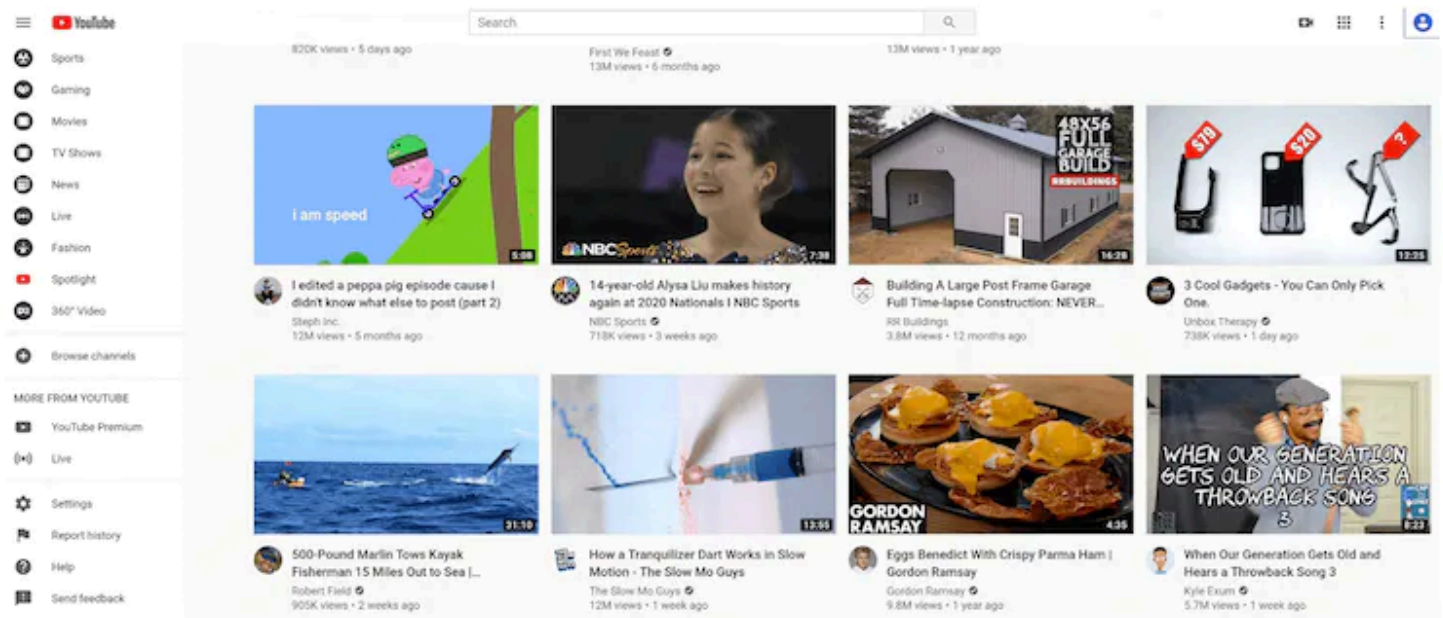 YouTube
Search
Sports
Gaming
Movies
TV Shows
News
Live
Fashion
Spotlight
360° Video
Browse channels
MORE FROM YOUTUBE
YouTube Premium
Live
Settings
Report history
Help
Send feedback
820K views • 5 days ago
First We Feast
13M views • 6 months ago
13M views • 1 year ago
i am speed
5:08
I edited a peppa pig episode cause I
didn't know what else to post (part 2)
Steph Inc.
12M views • 5 months ago
NBC Sports
7:38
14-year-old Alysa Liu makes history
again at 2020 Nationals I NBC Sports
NBC Sports
718K views • 3 weeks ago
48X56
FULL
GARAGE
BUILD
RRBUILDINGS
16:28
Building A Large Post Frame Garage
Full Time-lapse Construction: NEVER...
RR Buildings
3.8M views • 12 months ago
$79
$20
?
12:25
3 Cool Gadgets - You Can Only Pick
One.
Unbox Therapy
738K views • 1 day ago
31:10
500-Pound Marlin Tows Kayak
Fisherman 15 Miles Out to Sea |...
Robert Field
905K views • 2 weeks ago
13:55
How a Tranquilizer Dart Works in Slow
Motion - The Slow Mo Guys
The Slow Mo Guys
12M views • 1 week ago
GORDON
RAMSAY
4:35
Eggs Benedict With Crispy Parma Ham |
Gordon Ramsay
Gordon Ramsay
9.8M views • 1 year ago
WHEN OUR GENERATION
GETS OLD AND HEARS A
THROWBACK SONG
3
8:23
When Our Generation Gets Old and
Hears a Throwback Song 3
Kyle Exum
5.7M views • 1 week ago